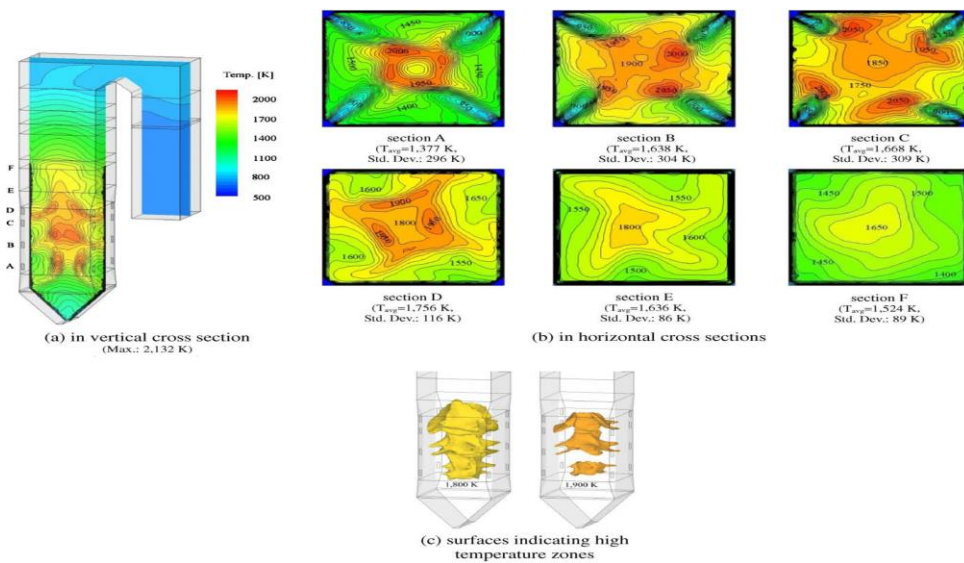 Temp. [K]
2000
1700
1400
1100
800
500
F
E
D
C
B
A
(a) in vertical cross section
(Max.: 2,132 K)
1450
900
2000
1400
1450
1950
1400
section A
(Tavg=1,377 K,
Std. Dev.: 296 K)
1900
2000
2050
section B
(Tavg=1,638 K,
Std. Dev.: 304 K)
2050
1950
1850
1750
2050
section C
(Tavg=1,668 K,
Std. Dev.: 309 K)
1600
1900
1650
1800
1600
1550
section D
(Tavg=1,756 K,
Std. Dev.: 116 K)
1550
1550
1800
1600
1500
section E
(Tavg=1,636 K,
Std. Dev.: 86 K)
1450
1500
1650
1450
1400
section F
(Tavg=1,524 K,
Std. Dev.: 89 K)
(b) in horizontal cross sections
1,800 K
1,900 K
(c) surfaces indicating high
temperature zones